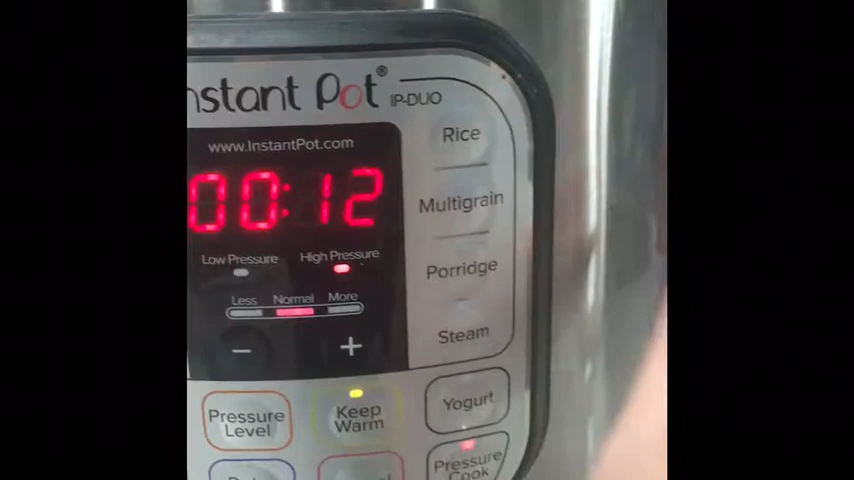 Instant Pot®
IP-DUO
www.InstantPot.com
00:12
Low Pressure High Pressure
Less Normal More
- +
Rice
Multigrain
Porridge
Steam
Pressure
Level
Keep
Warm
Yogurt
Pressure
Cook